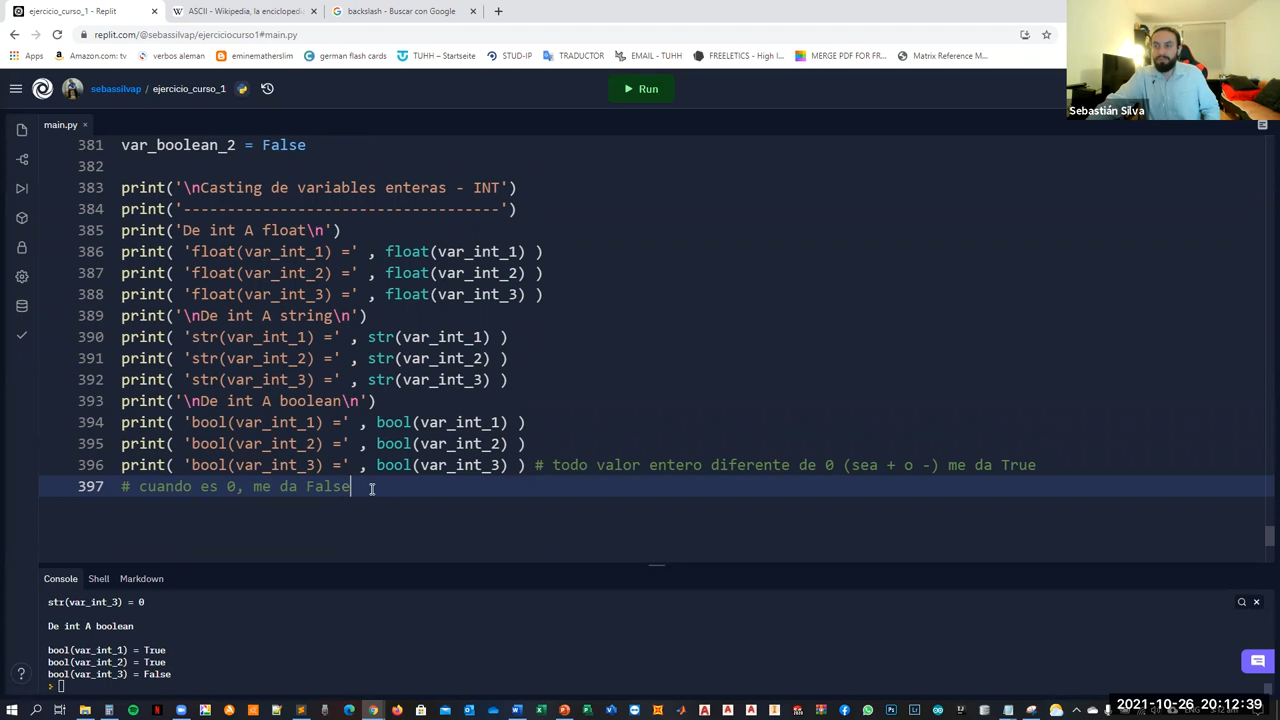 ejercicio_curso_1 - Replit
ASCII - Wikipedia, la enciclopedi
backslash - Buscar con Google
replit.com/@sebassilvap/ejerciciocurso1#main.py
Apps
Amazon.com: tv
verbos aleman
eminematherslim
german flash cards
TUHH – Startseite
STUD-IP
TRADUCTOR
EMAIL - TUHH
FREELETICS - High I...
MERGE PDF FOR FR...
Matrix Reference M...
Sebastián Silva
sebassilvap / ejercicio_curso_1
Run
main.py
381 var_boolean_2 = False
382
383 print('\nCasting de variables enteras - INT')
384 print('------------------------------------')
385 print('De int A float\n')
386 print( 'float(var_int_1) =' , float(var_int_1) )
387 print( 'float(var_int_2) =' , float(var_int_2) )
388 print( 'float(var_int_3) =' , float(var_int_3) )
389 print('\nDe int A string\n')
390 print( 'str(var_int_1) =' , str(var_int_1) )
391 print( 'str(var_int_2) =' , str(var_int_2) )
392 print( 'str(var_int_3) =' , str(var_int_3) )
393 print('\nDe int A boolean\n')
394 print( 'bool(var_int_1) =' , bool(var_int_1) )
395 print( 'bool(var_int_2) =' , bool(var_int_2) )
396 print( 'bool(var_int_3) =' , bool(var_int_3) ) # todo valor entero diferente de 0 (sea + o -) me da True
397 # cuando es 0, me da False
Console
Shell
Markdown
str(var_int_3) = 0
De int A boolean
bool(var_int_1) = True
bool(var_int_2) = True
bool(var_int_3) = False
2021-10-26 20:12:39